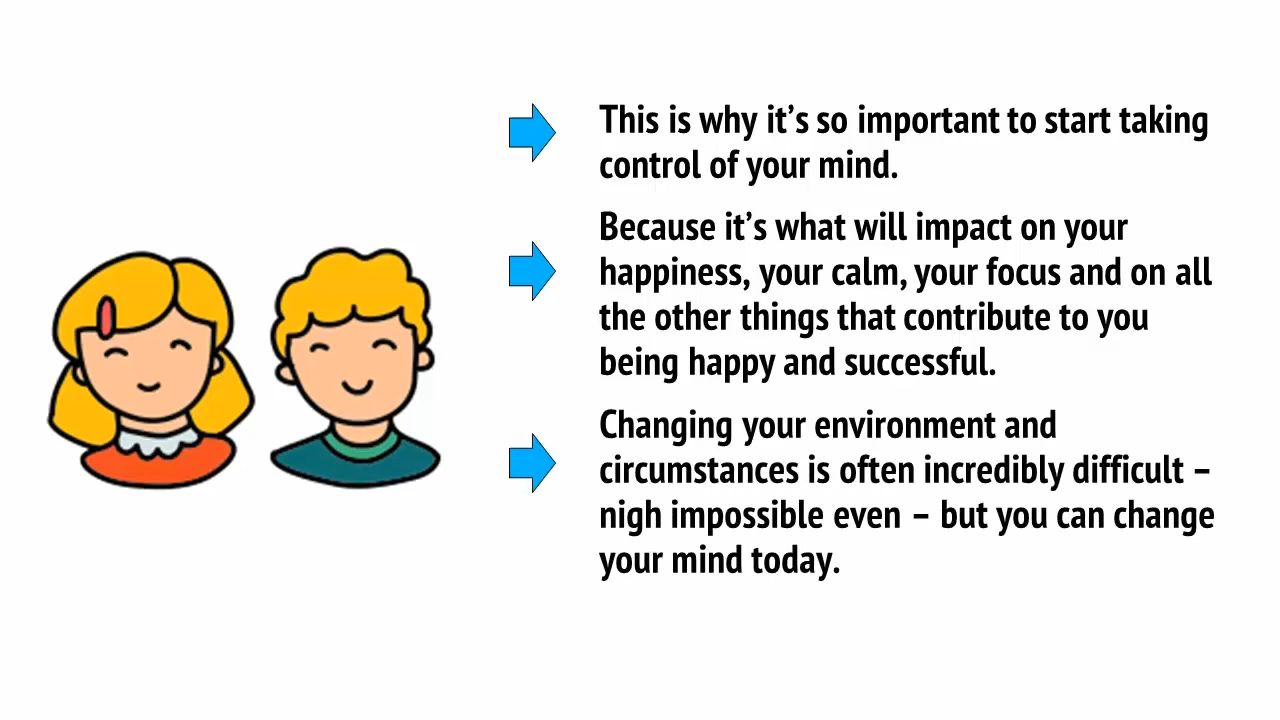 This is why it’s so important to start taking
control of your mind.
Because it’s what will impact on your
happiness, your calm, your focus and on all
the other things that contribute to you
being happy and successful.
Changing your environment and
circumstances is often incredibly difficult –
nigh impossible even – but you can change
your mind today.